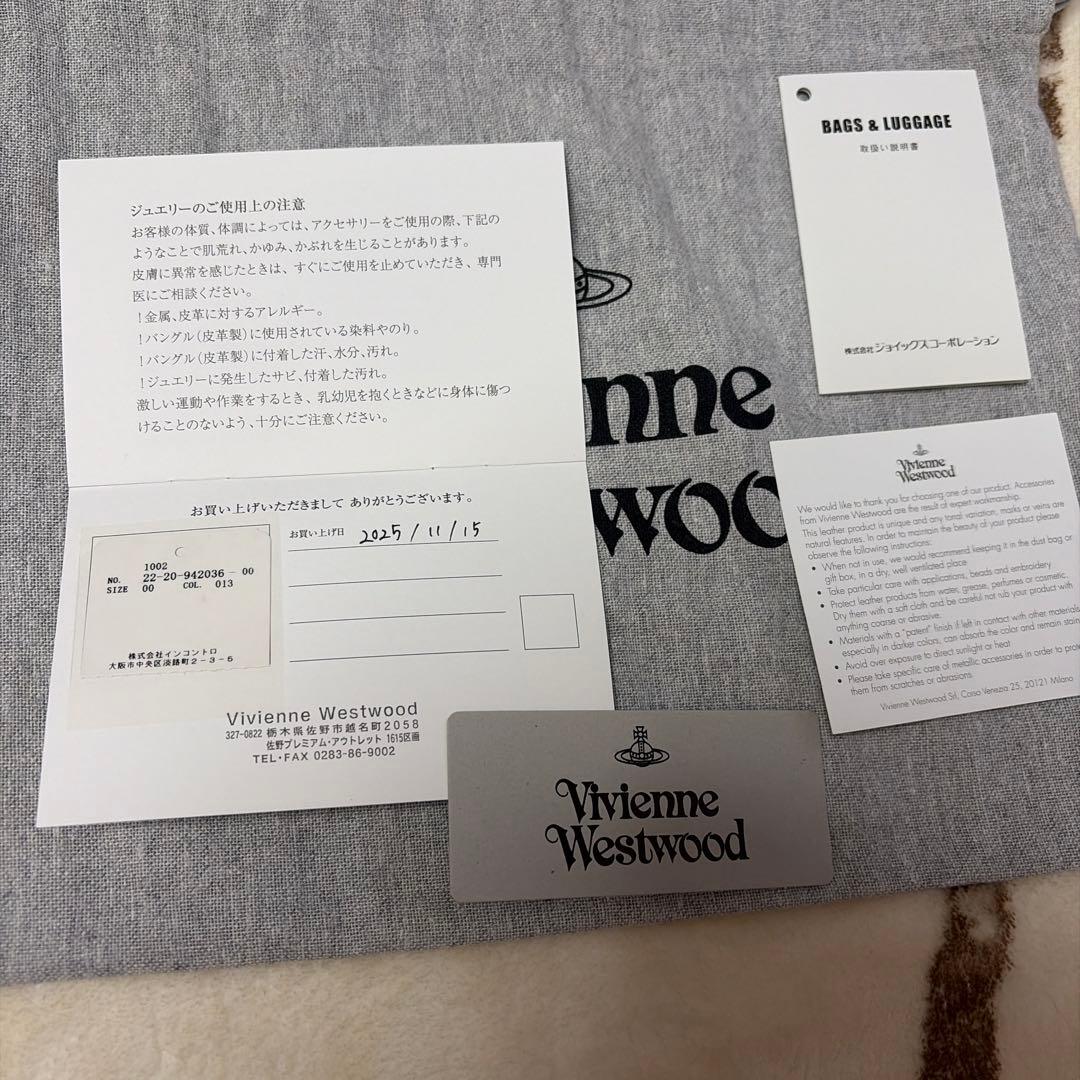 ジュエリーのご使用上の注意
お客様の体質、体調によっては、アクセサリーをご使用の際、下記の
ようなことで肌荒れ、かゆみ、かぶれを生じることがあります。
皮膚に異常を感じたときは、すぐにご使用を止めていただき、専門
医にご相談ください。
！金属、皮革に対するアレルギー。
！バングル（皮革製）に使用されている染料やのり。
！バングル（皮革製）に付着した汗、水分、汚れ。
！ジュエリーに発生したサビ、付着した汚れ。
激しい運動や作業をするとき、乳幼児を抱くときなどに身体に傷つ
けることのないよう、十分にご注意ください。
お買い上げいただきまして ありがとうございます。
お買い上げ日 2025/11/15
1002
NO. 22-20-942036-00
SIZE 00 COL. 013
株式会社インコントロ
大阪市中央区淡路町2-3-5
Vivienne Westwood
327-0822 栃木県佐野市越名町2058
佐野プレミアム・アウトレット 1615区画
TEL・FAX 0283-86-9002
BAGS & LUGGAGE
取扱い説明書
株式会社ジョイックスコーポレーション
enne
woo
Vivienne
Westwood
We would like to thank you for choosing one of our product. Accessories
from Vivienne Westwood are the result of expert workmanship.
This leather product is unique and any tonal variation, marks or veins are
natural features. In order to maintain the beauty of your product please
observe the following instructions:
• When not in use, we would recommend keeping it in the dust bag or
gift box, in a dry, well ventilated place
• Take particular care with applications, beads and embroidery
• Protect leather products from water, grease, perfumes or cosmetic.
Dry them with a soft cloth and be careful not rub your product with
anything coarse or abrasive.
• Materials with a "patent" finish if left in contact with other materials
especially in darker colors, can absorb the color and remain stain
• Avoid over exposure to direct sunlight or heat
• Please take specific care of metallic accessories in order to prote
them from scratches or abrasions.
Vivienne Westwood Srl, Corso Venezia 25, 20121 Milano
Vivienne
Westwood